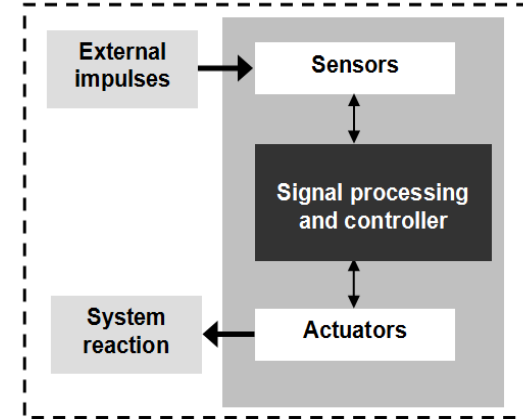 External
impulses
Sensors
Signal processing
and controller
System
reaction
Actuators